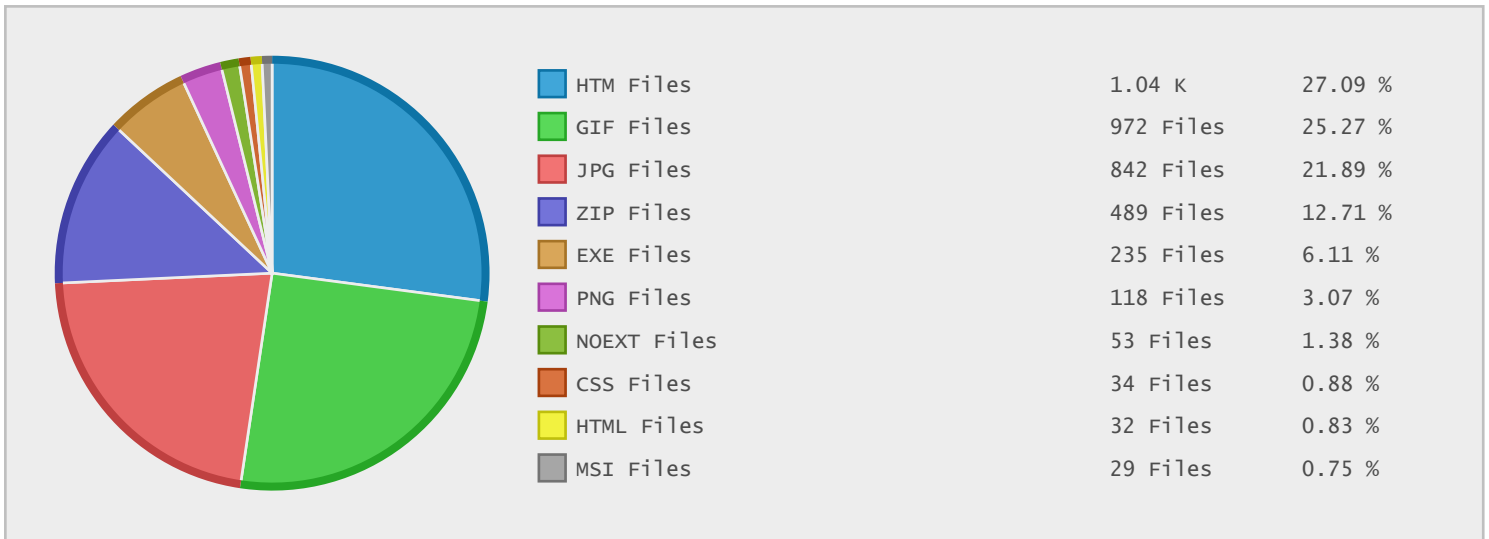 HTM Files 1.04 K 27.09 %
GIF Files 972 Files 25.27 %
JPG Files 842 Files 21.89 %
ZIP Files 489 Files 12.71 %
EXE Files 235 Files 6.11 %
PNG Files 118 Files 3.07 %
NOEXT Files 53 Files 1.38 %
CSS Files 34 Files 0.88 %
HTML Files 32 Files 0.83 %
MSI Files 29 Files 0.75 %